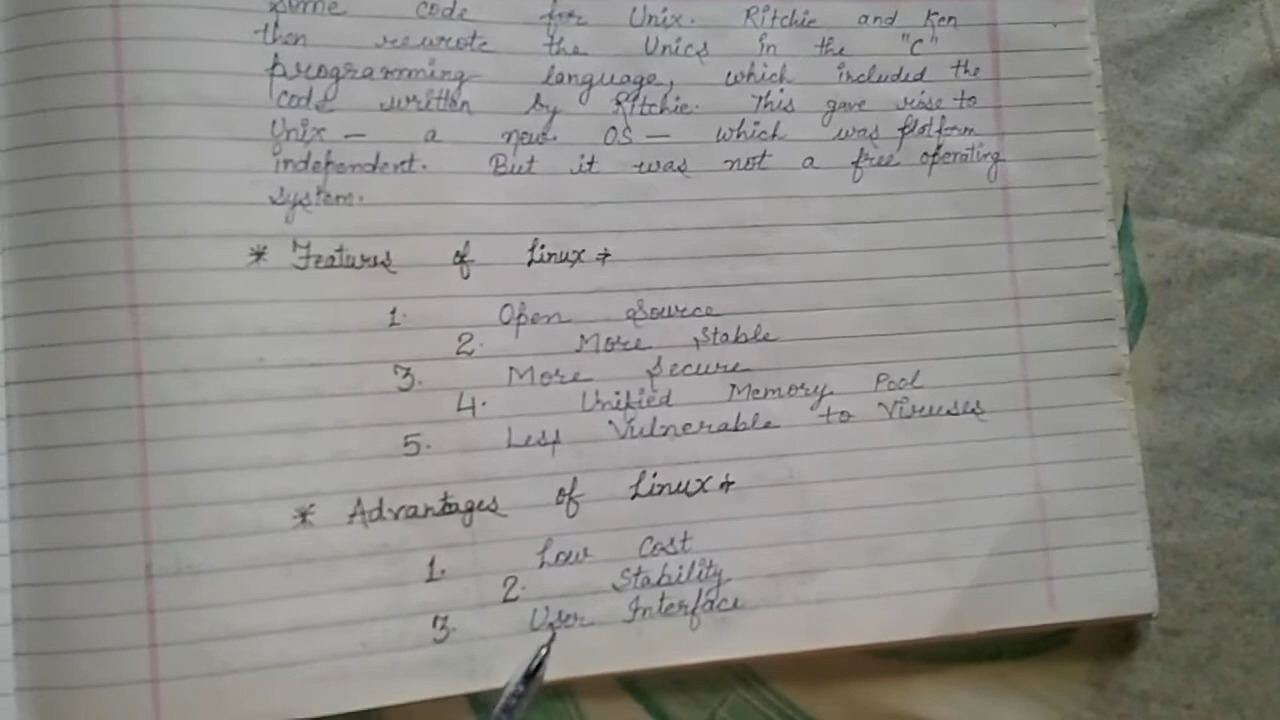 some code for Unix. Ritchie and Ken
then rewrote the Unics in the "C"
programming language, which included the
code written by Ritchie. This gave rise to
Unix — a new OS — which was platform
independent. But it was not a free operating
system.
* Features of Linux →
1. Open Source
2. More Stable
3. More Secure
4. Unified Memory Pool
5. Less Vulnerable to Viruses
* Advantages of Linux →
1. Low Cost
2. Stability
3. User Interface